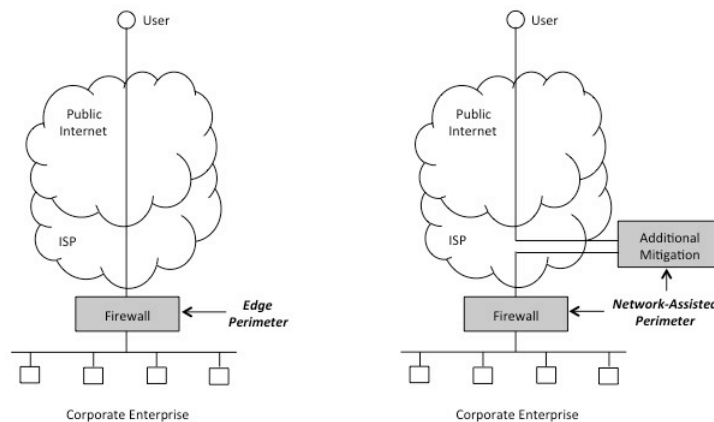 User
Public
Internet
ISP
Firewall
Edge
Perimeter
Corporate Enterprise
User
Public
Internet
ISP
Additional
Mitigation
Firewall
Network-Assisted
Perimeter
Corporate Enterprise